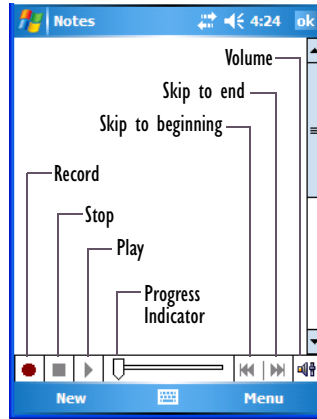 Notes 4:24 ok
Volume
Skip to end
Skip to beginning
Record
Stop
Play
Progress
Indicator
New Menu